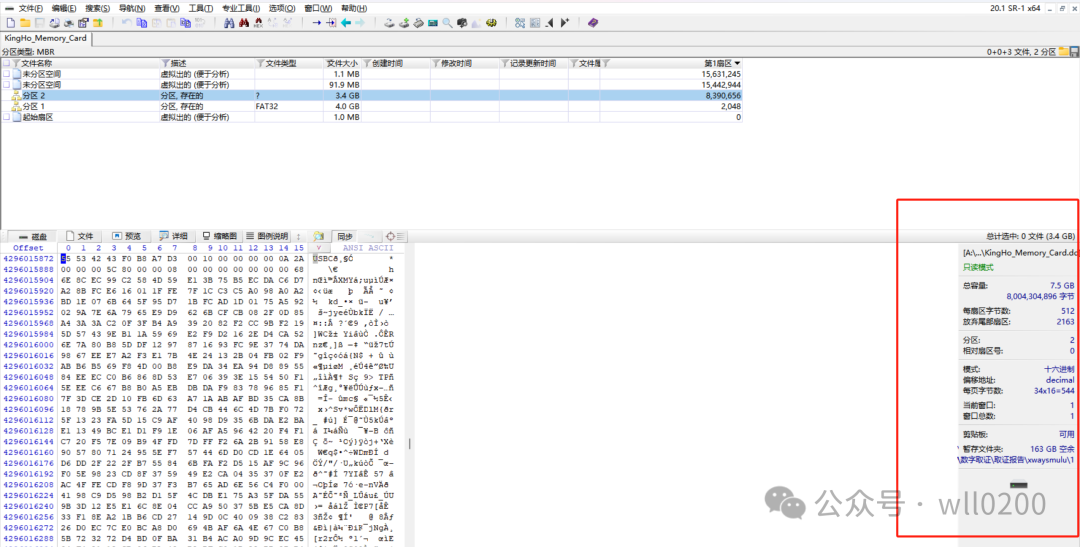 文件(F) 编辑(E) 搜索(S) 导航(N) 查看(V) 工具(T) 专业工具(I) 选项(O) 窗口(W) 帮助(H) 20.1 SR-1 x64
KingHo_Memory_Card
分区类型: MBR 0+0+3 文件, 2 分区
文件名称 描述 文件类型 文件大小 创建时间 修改时间 记录更新时间 文件属 第1扇区
未分区空间 虚拟出的 (便于分析) 1.1 MB 15,631,245
未分区空间 虚拟出的 (便于分析) 91.9 MB 15,442,944
分区 2 分区, 存在的 ? 3.4 GB 8,390,656
分区 1 分区, 存在的 FAT32 4.0 GB 2,048
起始扇区 虚拟出的 (便于分析) 1.0 MB 0
磁盘 文件 预览 详细 缩略图 图例说明 同步 总计选中: 0 文件 (3.4 GB)
Offset 0 1 2 3 4 5 6 7 8 9 10 11 12 13 14 15 ANSI ASCII
4296015872 55 53 42 43 F0 B8 A7 D3 00 10 00 00 00 00 0A 2A
4296015888 00 00 00 00 5C 80 00 00 08 00 00 00 00 00 00 68
4296015904 6E 8C EC 99 C2 58 4D 59 E1 3B 75 B5 EC DA C6 D7
4296015920 A2 8B FC E6 16 01 1F FE 7F 1C C3 C5 A0 98 A0 A2
4296015936 BD 1E 07 6B 64 5F 95 D7 1B FC AD 1D 01 75 A5 92
4296015952 02 9A 7E 6A 79 65 E9 D9 62 6B CF CB 08 2F 0D 85
4296015968 A4 3A 3A C2 0F 3F B4 A9 39 20 82 F2 CC 9B F2 19
4296015984 5D 57 43 9E B1 1A 59 69 E2 F9 D2 16 2E D4 CA 52
4296016000 6E 7A 80 B8 5D DF 12 97 87 16 93 FC 9E 37 74 DA
4296016016 98 67 EE E7 A2 F3 E1 7B 4E 24 13 2B 04 FB 02 F9
4296016032 AB B6 B5 69 F8 4D 00 B8 E9 DA 34 EA 94 D8 89 55
4296016048 84 EE EC C0 86 8D 53 E7 06 39 3E 15 54 50 F1
4296016064 5E EE C6 67 B8 B0 A5 EB DB DA F9 83 78 96 85 F1
4296016080 7F 3D CE 2D 10 FB 6D 63 A7 1A AB AF BD 35 CA 8B
4296016096 18 78 9B 5E 53 76 2A 77 D4 CB 44 6C 4D 7B F0 72
4296016112 5F 13 23 FA 5D 15 C9 AF 40 98 D9 35 6B DA E2 BA
4296016128 E1 13 49 BC E1 D1 F9 1E 06 AF A5 96 42 20 F4 F1
4296016144 C7 20 F5 7E 09 B9 4F FD 7D FF F2 6A 2B 91 58 E8
4296016160 90 57 80 71 24 95 5E F7 57 44 6D D0 CD 1E 64 05
4296016176 D6 DD 2F 22 2F B7 55 84 6B FA F2 D5 15 AF 9C 96
4296016192 F0 5E 98 23 CD 8F 37 59 49 E2 CA 04 35 37 0F E2
4296016208 AC 4F FE CD F8 9D 37 F3 B7 65 AD 6E 56 C4 F0 00
4296016224 41 98 C9 D5 98 B2 D1 5F 4C DB E1 75 A3 5F DA 55
4296016240 9B 3D 12 E5 E1 6C 8E 04 CC A9 50 37 5B E5 CA 8D
4296016256 33 F1 8E A2 1B B6 CD 27 14 9D 0C 40 09 38 C2 83
4296016272 26 D0 EC 7C E0 BC A8 D0 69 4B AF 6A 4E 67 C0 B8
4296016288 5B 72 32 72 D4 BD 0F BA 31 B4 AC A0 9D 9C EC 45
[A:\...\KingHo_Memory_Card.dd
只读模式
总容量: 7.5 GB
8,004,304,896 字节
每扇区字节数: 512
放弃尾部扇区: 2163
分区: 2
相对扇区号: 0
模式: 十六进制
偏移地址: decimal
每页字节数: 34x16=544
当前窗口: 1
窗口总数: 1
剪贴板: 可用
暂存文件夹: 163 GB 空余
\数字取证\取证报告\xwaysmulu\1
公众号 · wll0200